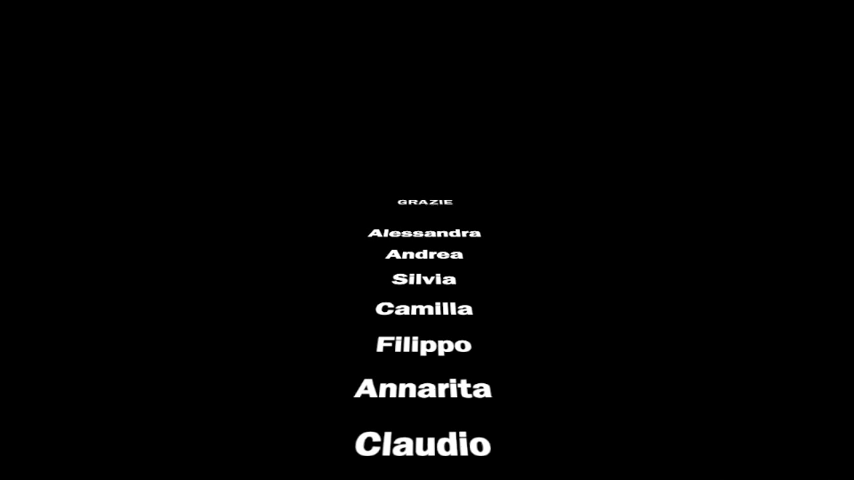 GRAZIE
Alessandra
Andrea
Silvia
Camilla
Filippo
Annarita
Claudio